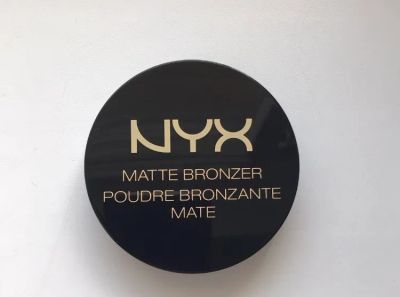 NYX
MATTE BRONZER
POUDRE BRONZANTE
MATE